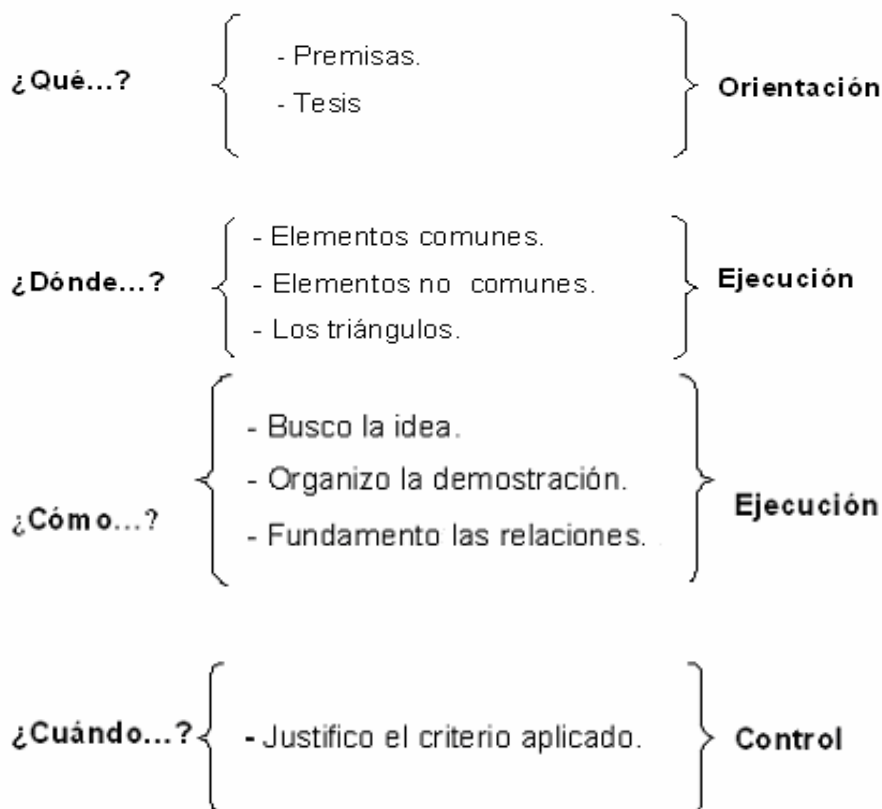 ¿Qué...?
- Premisas.
- Tesis
Orientación
¿Dónde...?
- Elementos comunes.
- Elementos no comunes.
- Los triángulos.
Ejecución
¿Cómo...?
- Busco la idea.
- Organizo la demostración.
- Fundamento las relaciones.
Ejecución
¿Cuándo...?
- Justifico el criterio aplicado.
Control